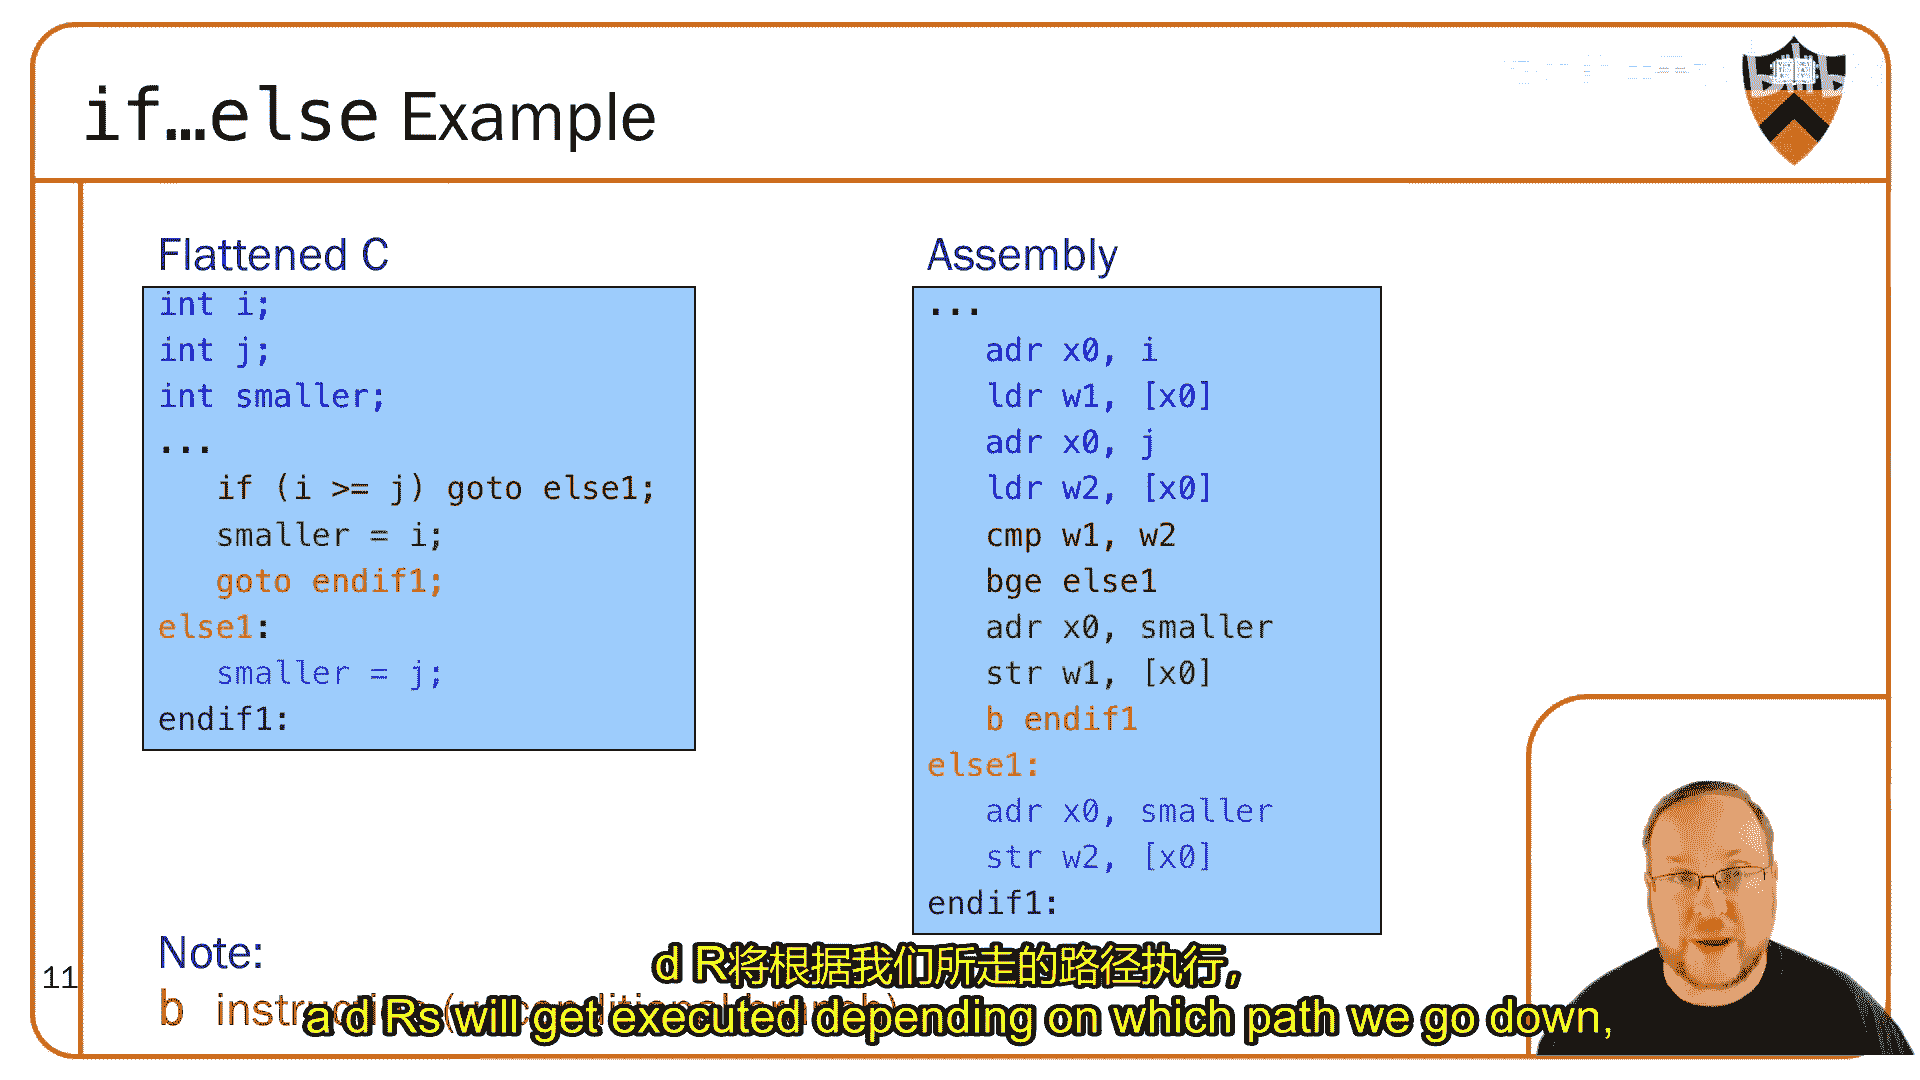 if…else Example
Flattened C
int i;
int j;
int smaller;
...
if (i >= j) goto else1;
smaller = i;
goto endif1;
else1:
smaller = j;
endif1:
Assembly
...
adr x0, i
ldr w1, [x0]
adr x0, j
ldr w2, [x0]
cmp w1, w2
bge else1
adr x0, smaller
str w1, [x0]
b endif1
else1:
adr x0, smaller
str w2, [x0]
endif1:
Note:
b instruction (unconditional branch)
11
d R将根据我们所走的路径执行,
a d Rs will get executed depending on which path we go down,